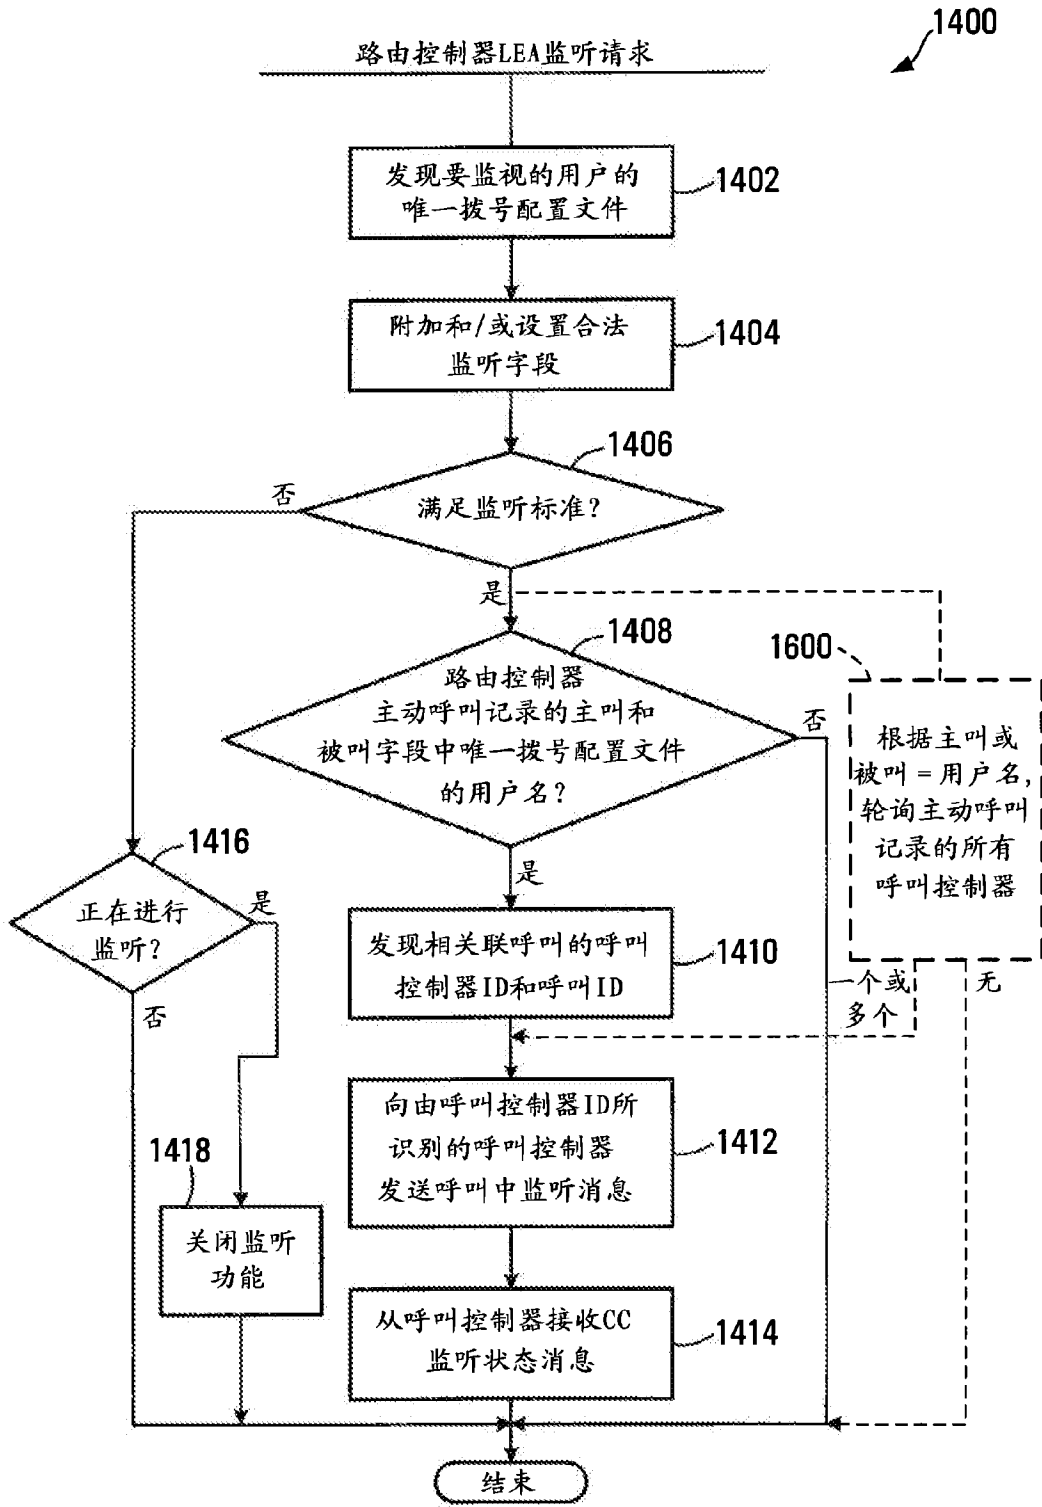 1400
路由控制器LEA监听请求
发现要监视的用户的
唯一拨号配置文件
1402
附加和/或设置合法
监听字段
1404
1406
否
满足监听标准?
是
1408
路由控制器
主动呼叫记录的主叫和
被叫字段中唯一拨号配置文件
的用户名?
否
1600
根据主叫或
被叫=用户名,
轮询主动呼叫
记录的所有
呼叫控制器
1416
正在进行
监听?
是
否
是
发现相关联呼叫的呼叫
控制器ID和呼叫ID
1410
一个或
多个
无
向由呼叫控制器ID所
识别的呼叫控制器
发送呼叫中监听消息
1412
1418
关闭监听
功能
从呼叫控制器接收CC
监听状态消息
1414
结束